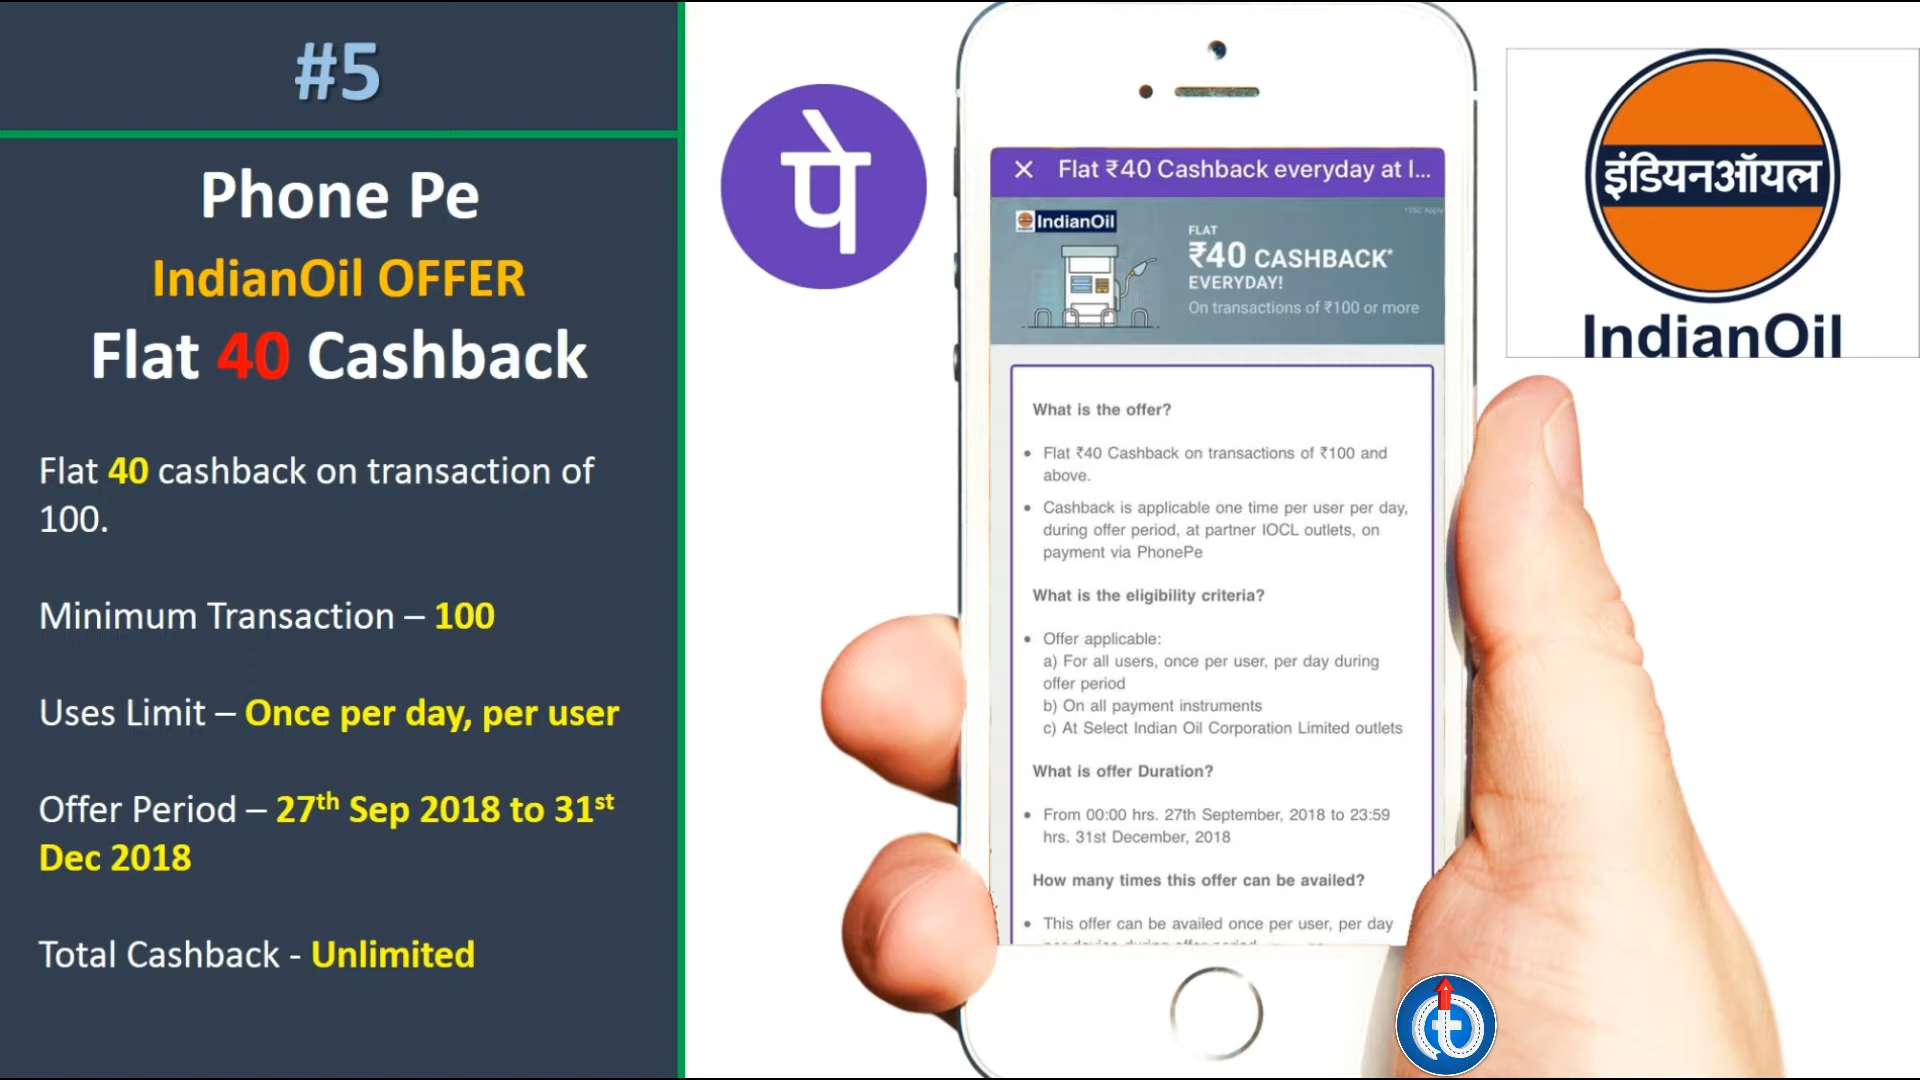 #5
Phone Pe
IndianOil OFFER
Flat 40 Cashback
Flat 40 cashback on transaction of
100.
Minimum Transaction – 100
Uses Limit – Once per day, per user
Offer Period – 27th Sep 2018 to 31st
Dec 2018
Total Cashback - Unlimited
पे
Flat ₹40 Cashback everyday at I...
*T&C Apply
IndianOil
FLAT
₹40 CASHBACK*
EVERYDAY!
On transactions of ₹100 or more
What is the offer?
• Flat ₹40 Cashback on transactions of ₹100 and
above.
• Cashback is applicable one time per user per day,
during offer period, at partner IOCL outlets, on
payment via PhonePe
What is the eligibility criteria?
• Offer applicable:
a) For all users, once per user, per day during
offer period
b) On all payment instruments
c) At Select Indian Oil Corporation Limited outlets
What is offer Duration?
• From 00:00 hrs. 27th September, 2018 to 23:59
hrs. 31st December, 2018
How many times this offer can be availed?
• This offer can be availed once per user, per day
इंडियनऑयल
IndianOil